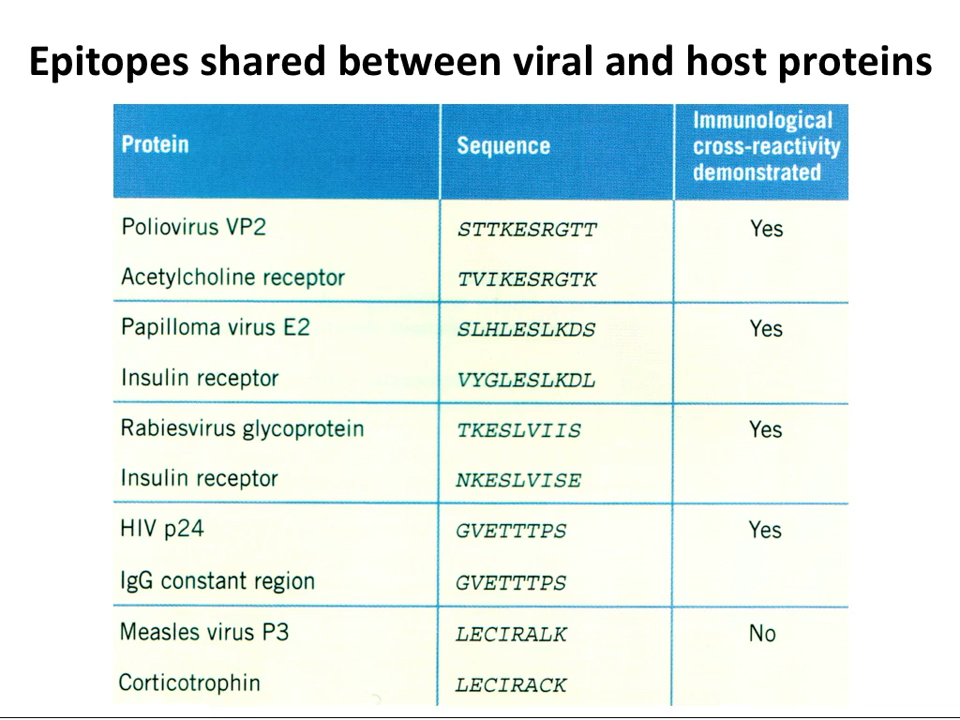 Epitopes shared between viral and host proteins
Protein Sequence Immunological cross-reactivity demonstrated
Poliovirus VP2 STTKESRGTT Yes
Acetylcholine receptor TVIKESRGTK
Papilloma virus E2 SLHLESLKDS Yes
Insulin receptor VYGLESLKDL
Rabiesvirus glycoprotein TKESLVIIS Yes
Insulin receptor NKESLVISE
HIV p24 GVETTTPS Yes
IgG constant region GVETTTPS
Measles virus P3 LECIRALK No
Corticotrophin LECIRACK